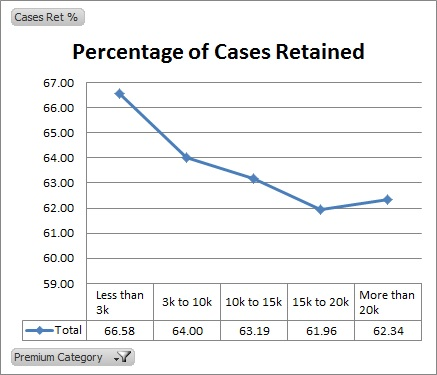 Cases Ret %
Percentage of Cases Retained
67.00
66.00
65.00
64.00
63.00
62.00
61.00
60.00
59.00
Less than 3k
3k to 10k
10k to 15k
15k to 20k
More than 20k
Total 66.58 64.00 63.19 61.96 62.34
Premium Category